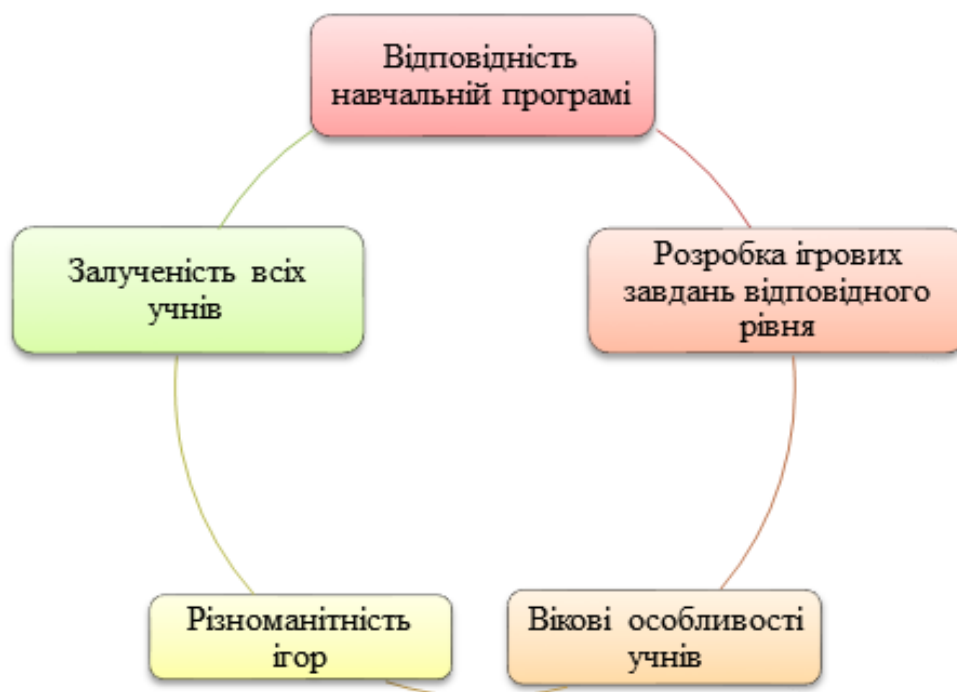 Відповідність
навчальній програмі
Залученість всіх
учнів
Розробка ігрових
завдань відповідного
рівня
Різноманітність
ігор
Вікові особливості
учнів